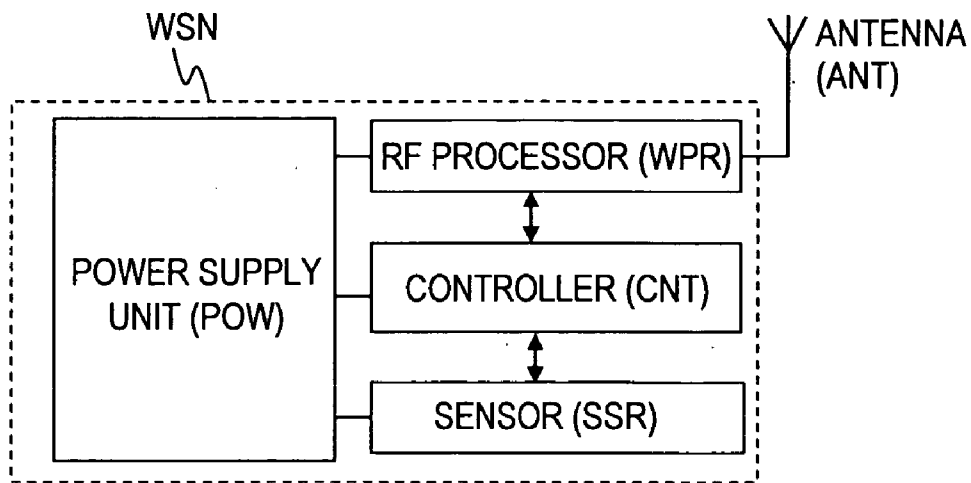 WSN
ANTENNA
(ANT)
RF PROCESSOR (WPR)
POWER SUPPLY
UNIT (POW)
CONTROLLER (CNT)
SENSOR (SSR)